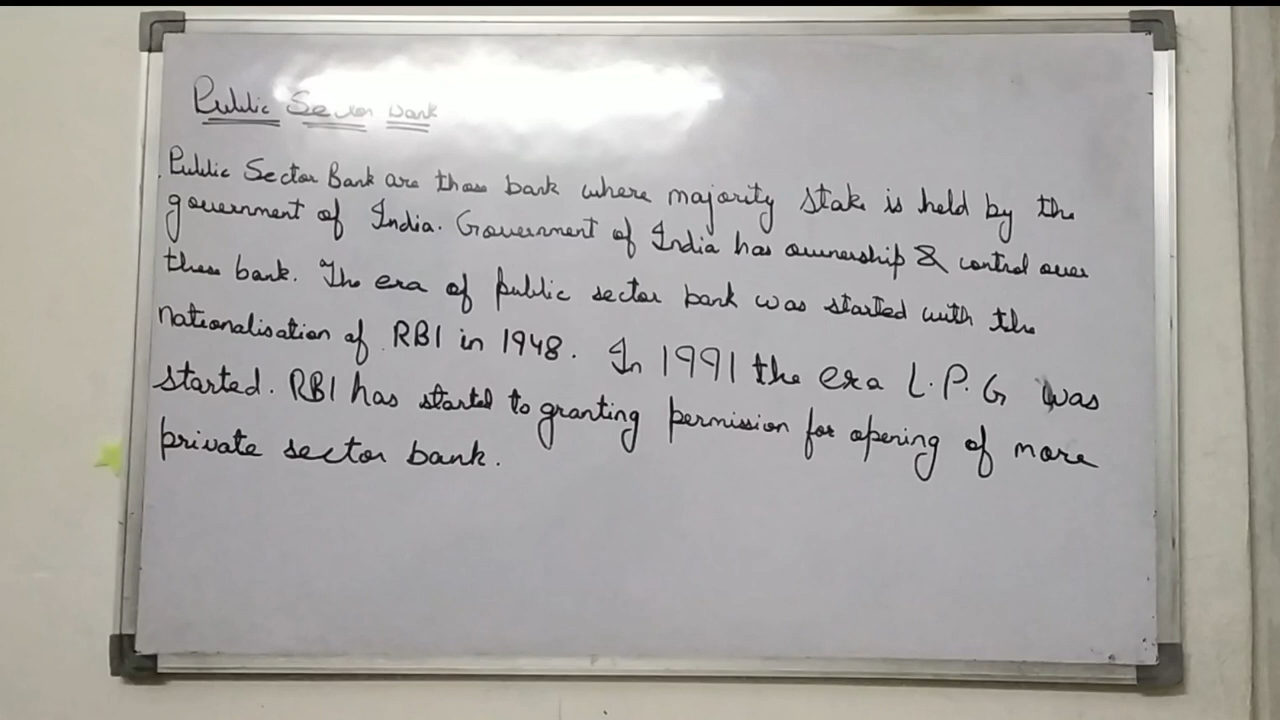 Public Sector bank
Public Sector Bank are those bank where majority stake is held by the
government of India. Government of India has ownership & control over
these bank. The era of public sector bank was started with the
nationalisation of RBI in 1948. In 1991 the era L.P.G was
started. RBI has started to granting permission for opening of more
private sector bank.